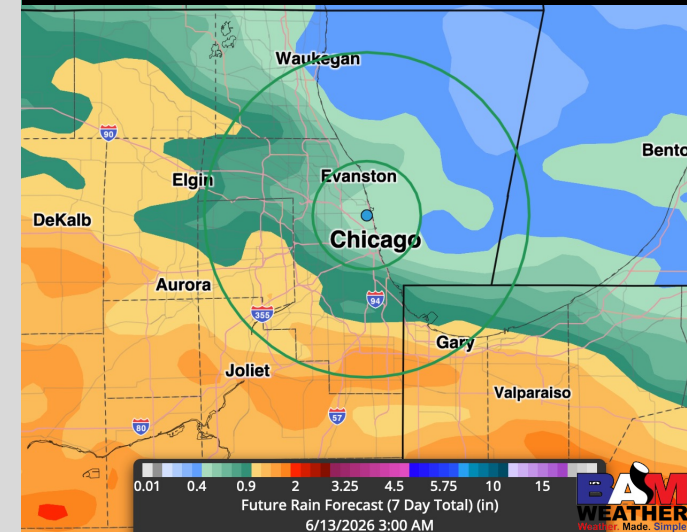 Waukegan
90
Bento
Elgin
Evanston
DeKalb
Chicago
Aurora
94
355
Gary
Joliet
Valparaiso
57
80
0.01 0.4 0.9 2 3.25 4.5 5.75 10 15
Future Rain Forecast (7 Day Total) (in)
6/13/2026 3:00 AM
BAM
WEATHER
Weather. Made. Simple